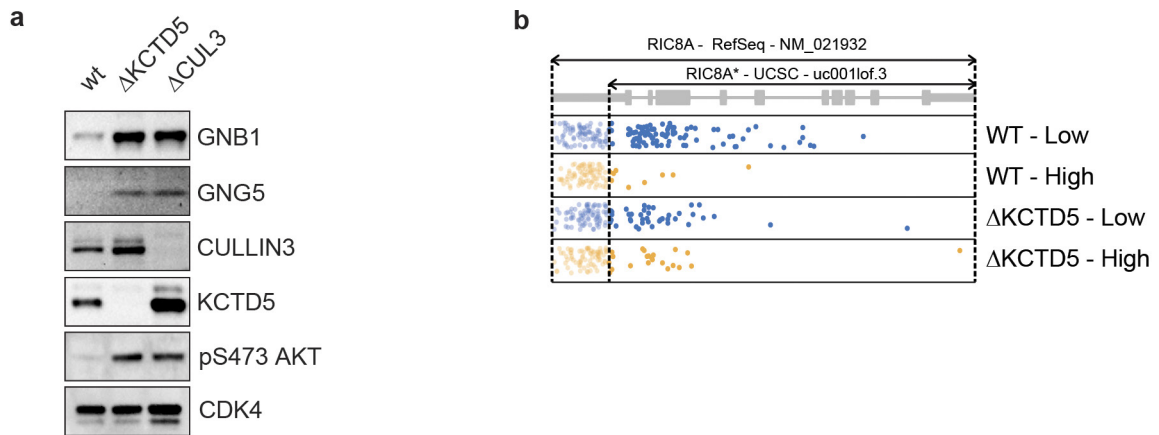 a
wt ΔKCTD5 ΔCUL3
GNB1
GNG5
CULLIN3
KCTD5
pS473 AKT
CDK4
b
RIC8A - RefSeq - NM_021932
RIC8A* - UCSC - uc001lof.3
WT - Low
WT - High
ΔKCTD5 - Low
ΔKCTD5 - High